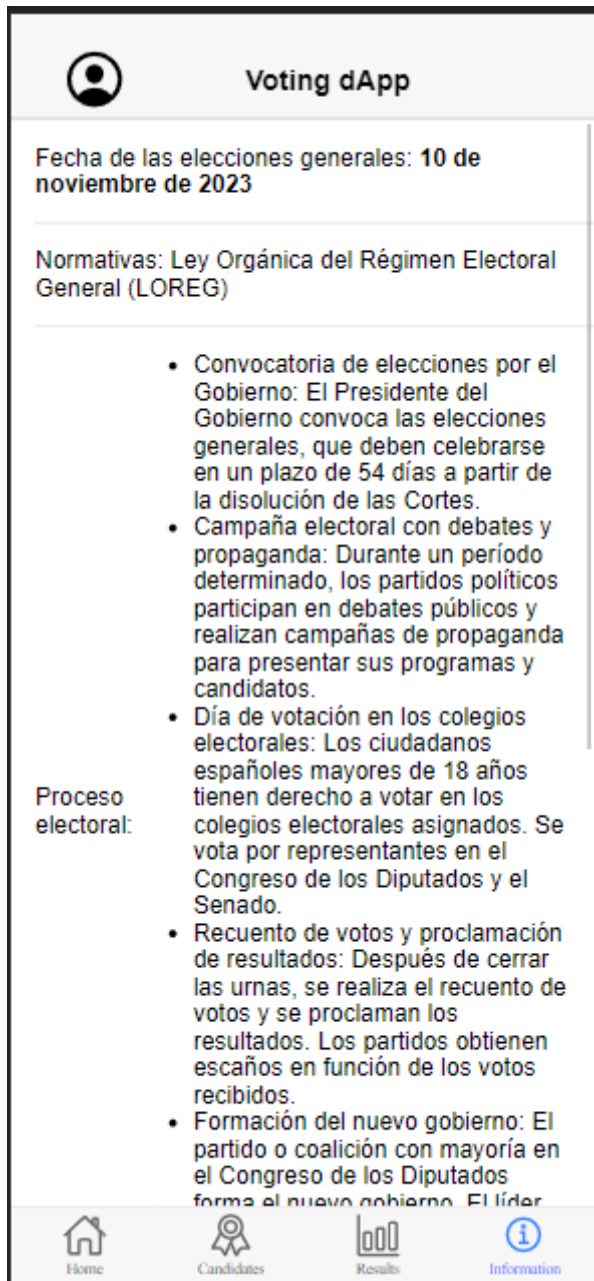 Voting dApp
Fecha de las elecciones generales: 10 de
noviembre de 2023
Normativas: Ley Orgánica del Régimen Electoral
General (LOREG)
Proceso
electoral:
• Convocatoria de elecciones por el
Gobierno: El Presidente del
Gobierno convoca las elecciones
generales, que deben celebrarse
en un plazo de 54 días a partir de
la disolución de las Cortes.
• Campaña electoral con debates y
propaganda: Durante un período
determinado, los partidos políticos
participan en debates públicos y
realizan campañas de propaganda
para presentar sus programas y
candidatos.
• Día de votación en los colegios
electorales: Los ciudadanos
españoles mayores de 18 años
tienen derecho a votar en los
colegios electorales asignados. Se
vota por representantes en el
Congreso de los Diputados y el
Senado.
• Recuento de votos y proclamación
de resultados: Después de cerrar
las urnas, se realiza el recuento de
votos y se proclaman los
resultados. Los partidos obtienen
escaños en función de los votos
recibidos.
• Formación del nuevo gobierno: El
partido o coalición con mayoría en
el Congreso de los Diputados
forma el nuevo gobierno. El líder
Home
Candidates
Results
Information